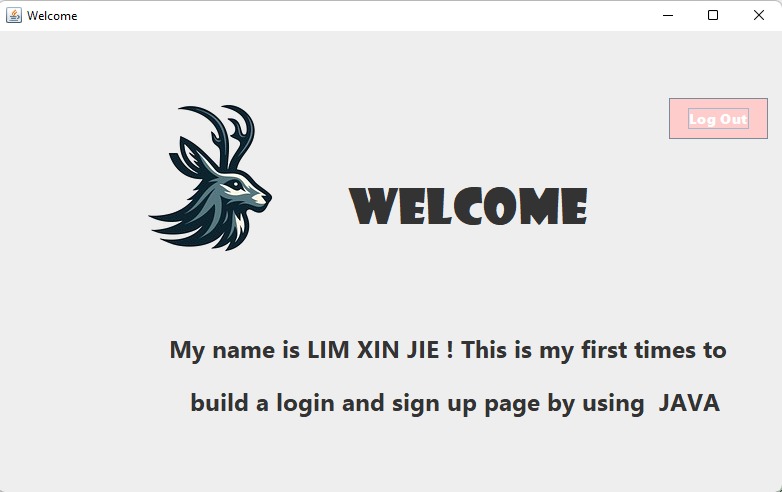 Welcome
Log Out
WELCOME
My name is LIM XIN JIE ! This is my first times to
build a login and sign up page by using  JAVA